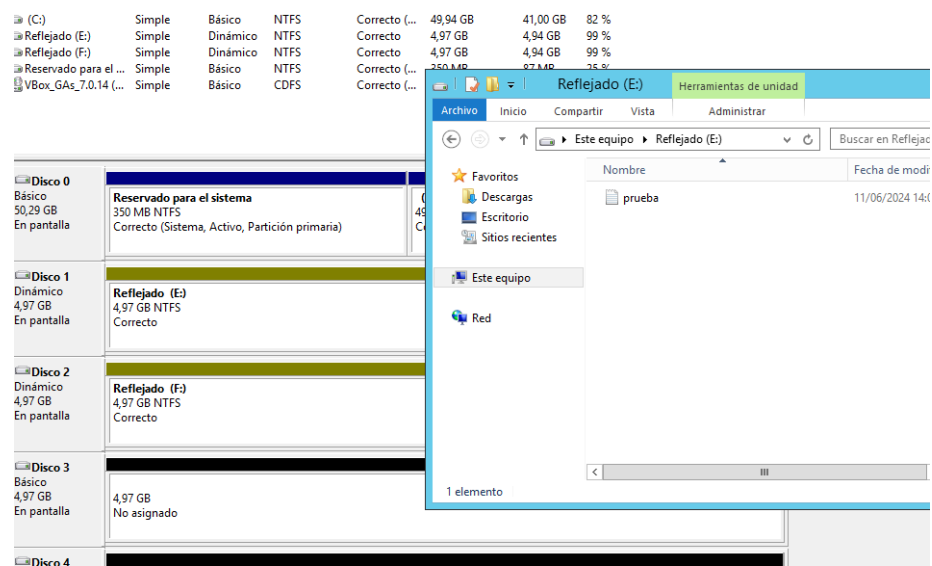 (C:) Simple Básico NTFS Correcto (... 49,94 GB 41,00 GB 82 %
Reflejado (E:) Simple Dinámico NTFS Correcto 4,97 GB 4,94 GB 99 %
Reflejado (F:) Simple Dinámico NTFS Correcto 4,97 GB 4,94 GB 99 %
Reservado para el ... Simple Básico NTFS Correcto (... 350 MB 87 MB 25 %
VBox_GAs_7.0.14 (... Simple Básico CDFS Correcto (...
Reflejado (E:) Herramientas de unidad
Archivo Inicio Compartir Vista Administrar
Este equipo Reflejado (E:) Buscar en Reflejad
Favoritos
Descargas
Escritorio
Sitios recientes
Este equipo
Red
Nombre Fecha de modi
prueba 11/06/2024 14:0
1 elemento
Disco 0
Básico
50,29 GB
En pantalla
Reservado para el sistema
350 MB NTFS
Correcto (Sistema, Activo, Partición primaria)
(
49
Co
Disco 1
Dinámico
4,97 GB
En pantalla
Reflejado (E:)
4,97 GB NTFS
Correcto
Disco 2
Dinámico
4,97 GB
En pantalla
Reflejado (F:)
4,97 GB NTFS
Correcto
Disco 3
Básico
4,97 GB
En pantalla
4,97 GB
No asignado
Disco 4